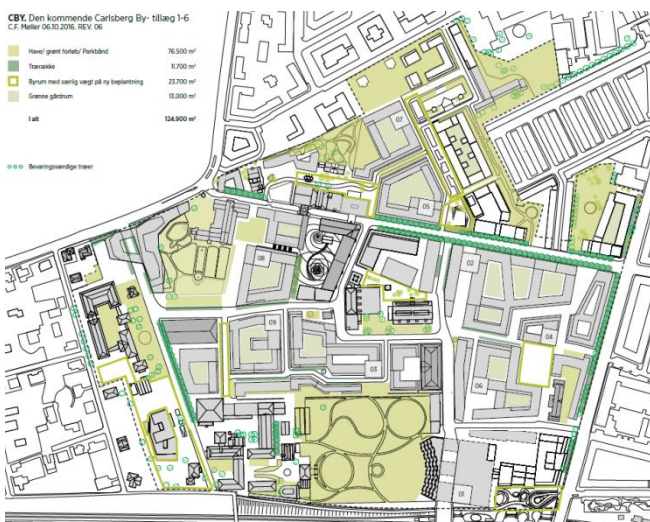 CBY. Den kommende Carlsberg By- tillæg 1-6
C.F. Møller 06.10.2016. REV. 06
Have/ grønt forløb/ Parkbånd 76.500 m²
Trærække 11.700 m²
Byrum med særlig vægt på ny beplantning 23.700 m²
Grønne gårdrum 13.000 m²
I alt 124.900 m²
Bevaringsværdige træer
07
05
08
02
09
04
03
06
01